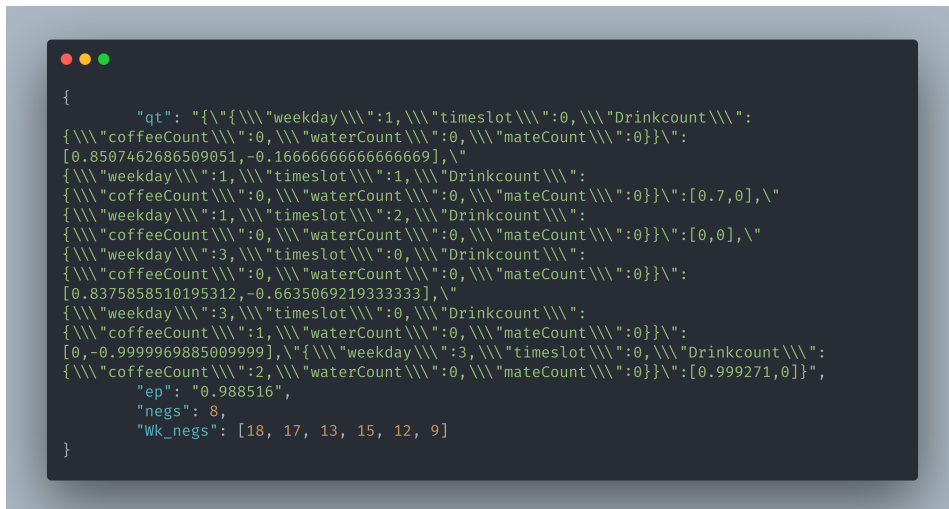 {
"qt": "{\"{\\\"weekday\\\":1,\\\"timeslot\\\":0,\\\"Drinkcount\\\":
{\\\"coffeeCount\\\":0,\\\"waterCount\\\":0,\\\"mateCount\\\":0}}\":
[0.8507462686509051,-0.16666666666666669],\"
{\\\"weekday\\\":1,\\\"timeslot\\\":1,\\\"Drinkcount\\\":
{\\\"coffeeCount\\\":0,\\\"waterCount\\\":0,\\\"mateCount\\\":0}}\":[0.7,0],\"
{\\\"weekday\\\":1,\\\"timeslot\\\":2,\\\"Drinkcount\\\":
{\\\"coffeeCount\\\":0,\\\"waterCount\\\":0,\\\"mateCount\\\":0}}\":[0,0],\"
{\\\"weekday\\\":3,\\\"timeslot\\\":0,\\\"Drinkcount\\\":
{\\\"coffeeCount\\\":0,\\\"waterCount\\\":0,\\\"mateCount\\\":0}}\":
[0.8375858510195312,-0.6635069219333333],\"
{\\\"weekday\\\":3,\\\"timeslot\\\":0,\\\"Drinkcount\\\":
{\\\"coffeeCount\\\":1,\\\"waterCount\\\":0,\\\"mateCount\\\":0}}\":
[0,-0.9999969885009999],\"{\\\"weekday\\\":3,\\\"timeslot\\\":0,\\\"Drinkcount\\\":
{\\\"coffeeCount\\\":2,\\\"waterCount\\\":0,\\\"mateCount\\\":0}}\":[0.999271,0]}",
"ep": "0.988516",
"negs": 8,
"Wk_negs": [18, 17, 13, 15, 12, 9]
}